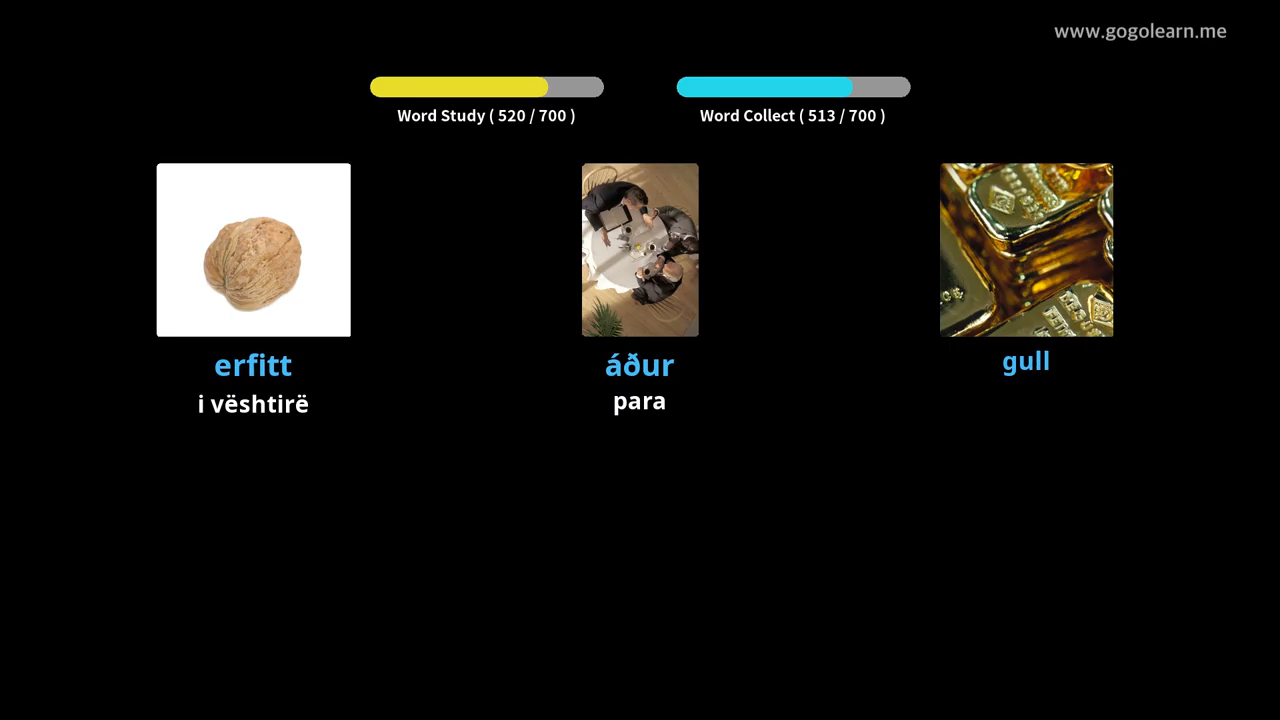 www.gogolearn.me
Word Study ( 520 / 700 )
Word Collect ( 513 / 700 )
erfitt
i vështirë
áður
para
gull